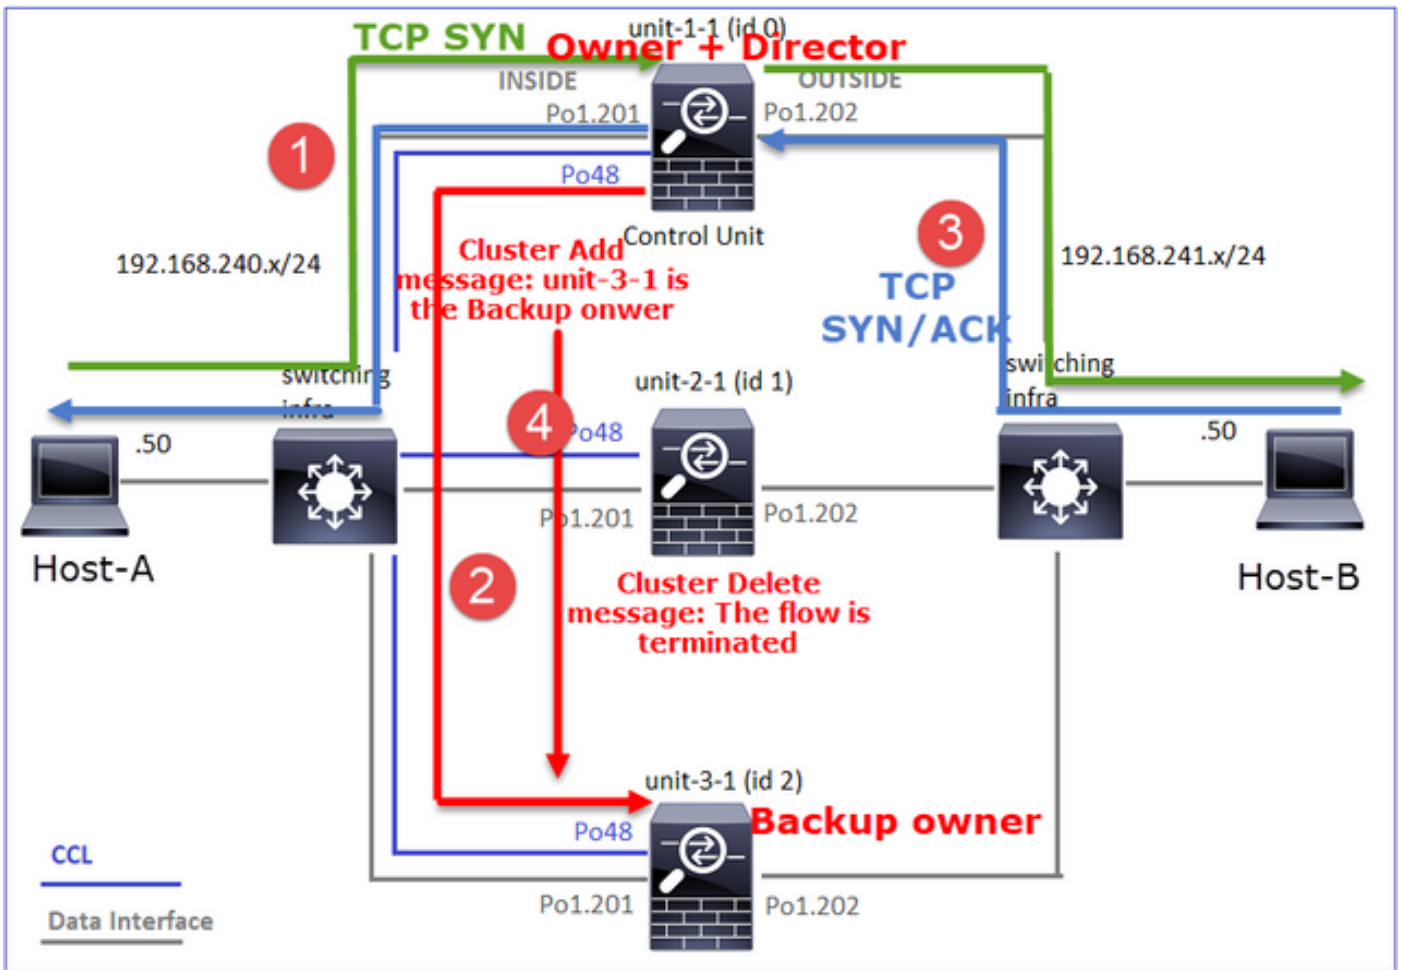 unit-1-1 (id 0)
TCP SYN
Owner + Director
INSIDE
OUTSIDE
Po1.201
Po1.202
1
Po48
3
Control Unit
Cluster Add
message: unit-3-1 is
the Backup onwer
192.168.240.x/24
192.168.241.x/24
TCP
SYN/ACK
switching
infra
switching
infra
unit-2-1 (id 1)
4
Po48
.50
.50
Po1.201
Po1.202
Host-A
Host-B
2
Cluster Delete
message: The flow is
terminated
unit-3-1 (id 2)
Backup owner
Po48
CCL
Po1.201
Po1.202
Data Interface